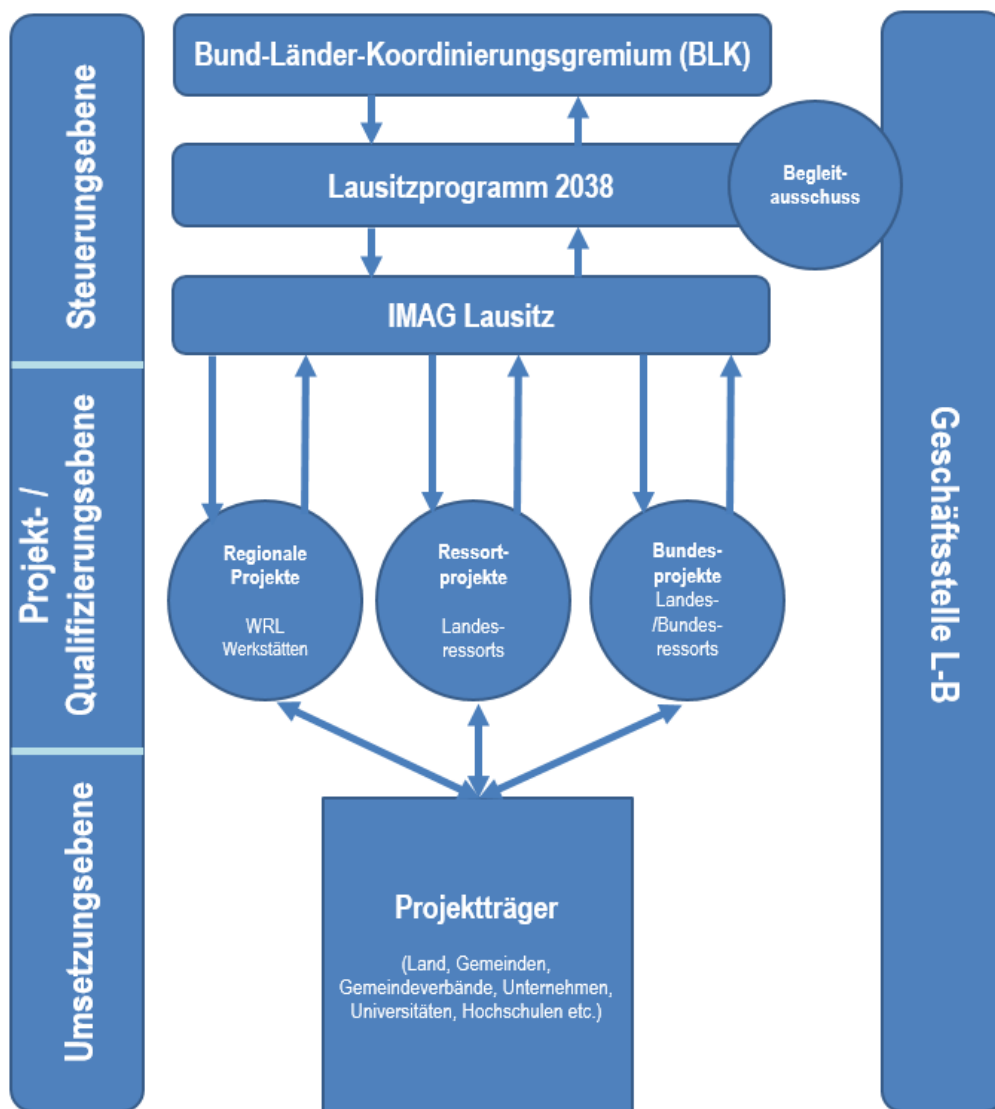 Steuerungsebene
Projekt- /
Qualifizierungsebene
Umsetzungsebene
Bund-Länder-Koordinierungsgremium (BLK)
Lausitzprogramm 2038
Begleit-
ausschuss
IMAG Lausitz
Regionale
Projekte
WRL
Werkstätten
Ressort-
projekte
Landes-
ressorts
Bundes-
projekte
Landes-
/Bundes-
ressorts
Projektträger
(Land, Gemeinden,
Gemeindeverbände, Unternehmen,
Universitäten, Hochschulen etc.)
Geschäftsstelle L-B